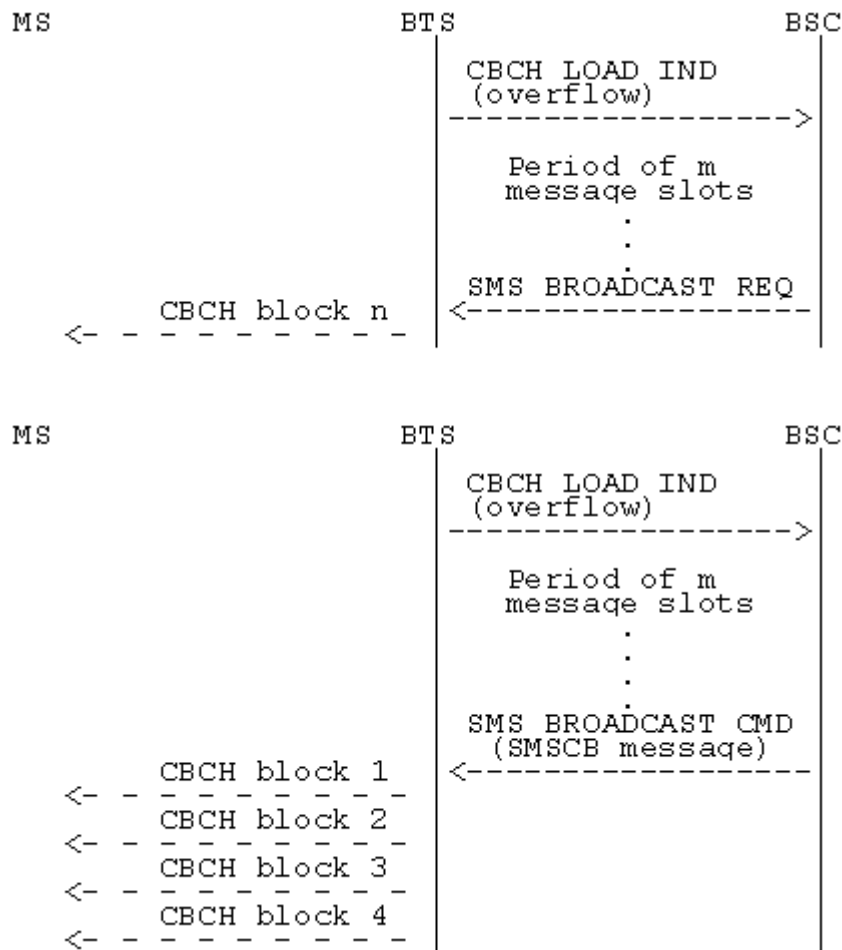 MS BTS BSC
CBCH LOAD IND
(overflow)
Period of m
message slots
SMS BROADCAST REQ
CBCH block n
MS BTS BSC
CBCH LOAD IND
(overflow)
Period of m
message slots
SMS BROADCAST CMD
(SMSCB message)
CBCH block 1
CBCH block 2
CBCH block 3
CBCH block 4